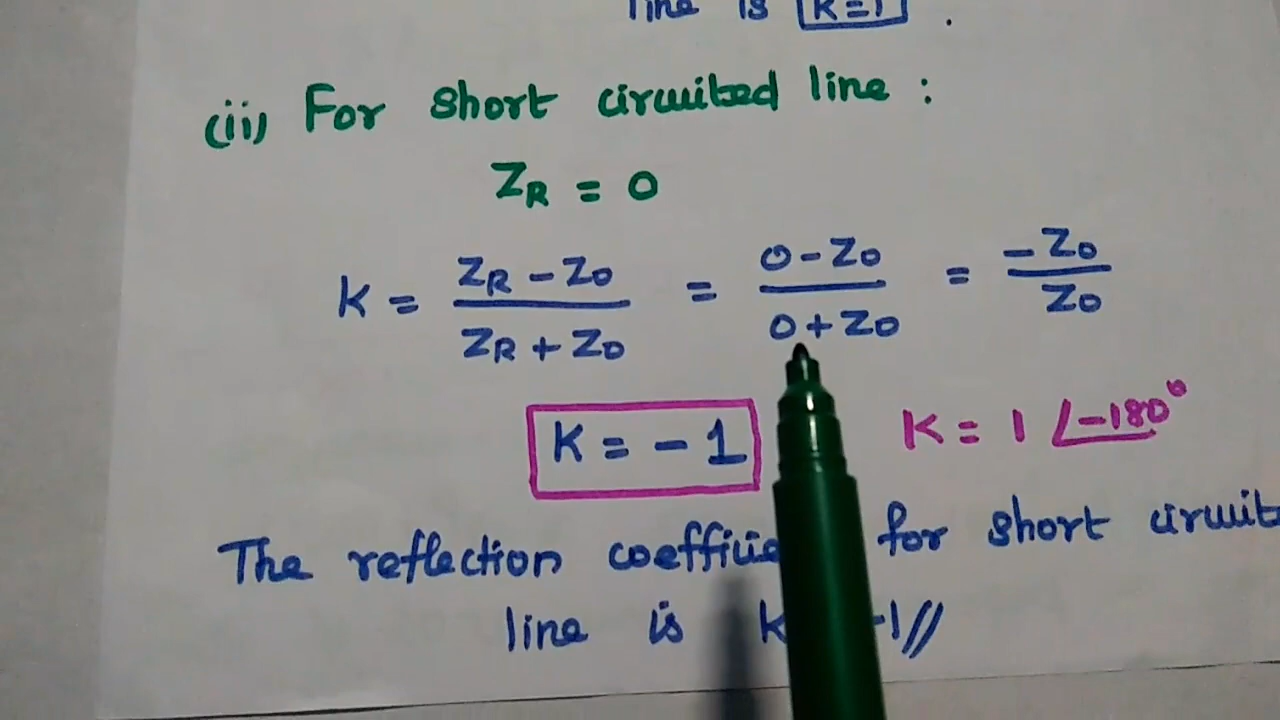 line is K=1 .
(ii) For short circuited line :
ZR = 0
K = ZR - Z0 / ZR + Z0 = 0 - Z0 / 0 + Z0 = -Z0 / Z0
K = -1 K = 1 ∠-180°
The reflection for short circuit
line is k -1//